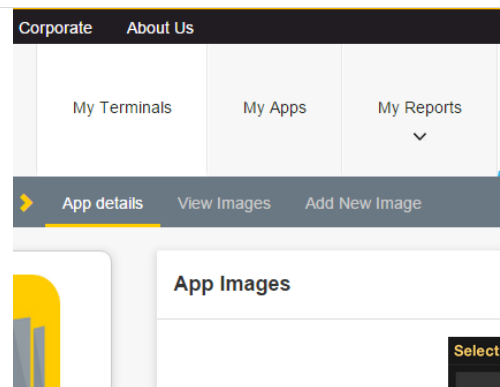 Corporate About Us
My Terminals My Apps My Reports
App details View Images Add New Image
App Images
Select